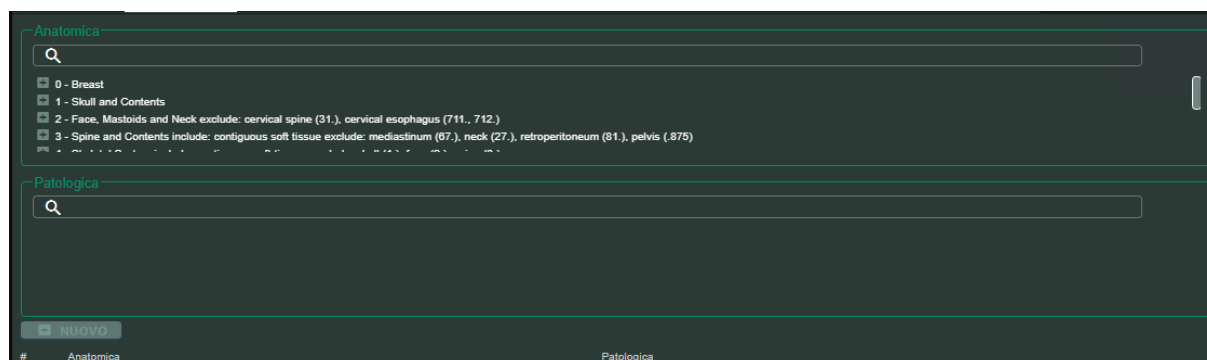 Anatomica
0 - Breast
1 - Skull and Contents
2 - Face, Mastoids and Neck exclude: cervical spine (31.), cervical esophagus (711., 712.)
3 - Spine and Contents include: contiguous soft tissue exclude: mediastinum (67.), neck (27.), retroperitoneum (81.), pelvis (.875)
Patologica
NUOVO
# Anatomica Patologica